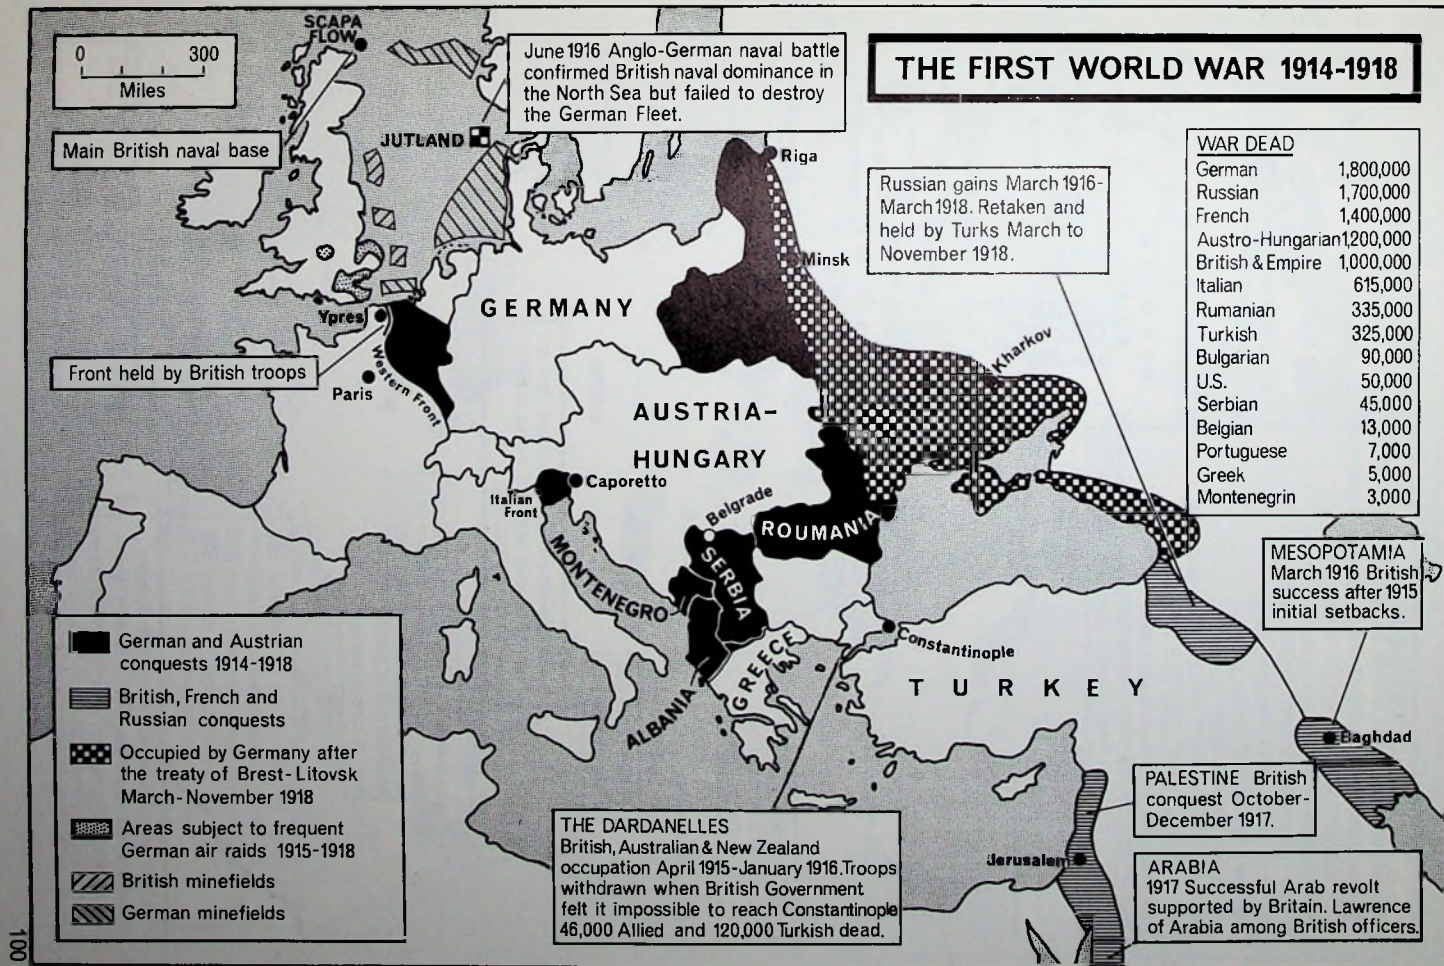 THE FIRST WORLD WAR 1914-1918
0 300
Miles
SCAPA
FLOW
Main British naval base
June 1916 Anglo-German naval battle
confirmed British naval dominance in
the North Sea but failed to destroy
the German Fleet.
JUTLAND
Riga
Russian gains March 1916-
March 1918. Retaken and
held by Turks March to
November 1918.
Minsk
WAR DEAD
German 1,800,000
Russian 1,700,000
French 1,400,000
Austro-Hungarian 1,200,000
British & Empire 1,000,000
Italian 615,000
Rumanian 335,000
Turkish 325,000
Bulgarian 90,000
U.S. 50,000
Serbian 45,000
Belgian 13,000
Portuguese 7,000
Greek 5,000
Montenegrin 3,000
GERMANY
Ypres
Front held by British troops
Paris
Western Front
Kharkov
AUSTRIA-
HUNGARY
Caporetto
Italian
Front
Belgrade
ROUMANIA
MONTENEGRO
SERBIA
ALBANIA
GREECE
Constantinople
TURKEY
MESOPOTAMIA
March 1916 British
success after 1915
initial setbacks.
Baghdad
PALESTINE British
conquest October-
December 1917.
Jerusalem
ARABIA
1917 Successful Arab revolt
supported by Britain. Lawrence
of Arabia among British officers.
THE DARDANELLES
British, Australian & New Zealand
occupation April 1915-January 1916. Troops
withdrawn when British Government
felt it impossible to reach Constantinople
46,000 Allied and 120,000 Turkish dead.
German and Austrian
conquests 1914-1918
British, French and
Russian conquests
Occupied by Germany after
the treaty of Brest-Litovsk
March-November 1918
Areas subject to frequent
German air raids 1915-1918
British minefields
German minefields
100